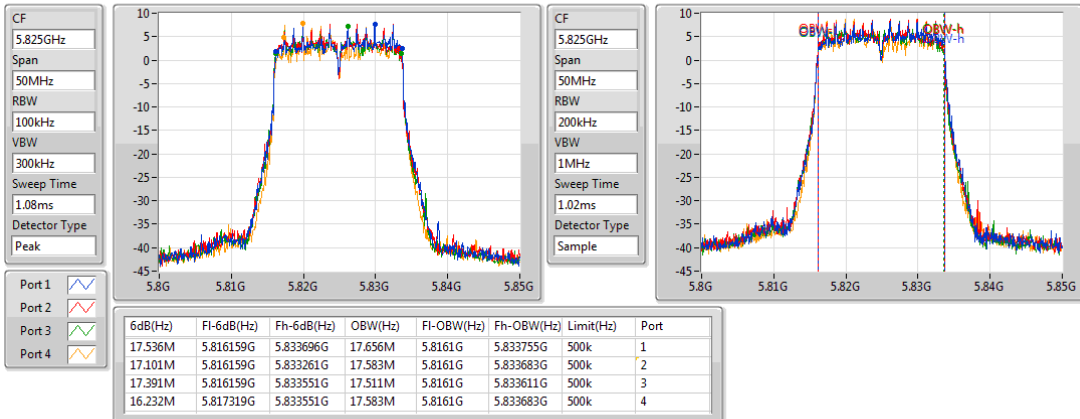 CF
5.825GHz
Span
50MHz
RBW
100kHz
VBW
300kHz
Sweep Time
1.08ms
Detector Type
Peak
10
5
0
-5
-10
-15
-20
-25
-30
-35
-40
-45
5.8G 5.81G 5.82G 5.83G 5.84G 5.85G
CF
5.825GHz
Span
50MHz
RBW
200kHz
VBW
1MHz
Sweep Time
1.02ms
Detector Type
Sample
10
5
0
-5
-10
-15
-20
-25
-30
-35
-40
-45
OBW-h
5.8G 5.81G 5.82G 5.83G 5.84G 5.85G
Port 1
Port 2
Port 3
Port 4
6dB(Hz) Fl-6dB(Hz) Fh-6dB(Hz) OBW(Hz) Fl-OBW(Hz) Fh-OBW(Hz) Limit(Hz) Port
17.536M 5.816159G 5.833696G 17.656M 5.8161G 5.833755G 500k 1
17.101M 5.816159G 5.833261G 17.583M 5.8161G 5.833683G 500k 2
17.391M 5.816159G 5.833551G 17.511M 5.8161G 5.833611G 500k 3
16.232M 5.817319G 5.833551G 17.583M 5.8161G 5.833683G 500k 4